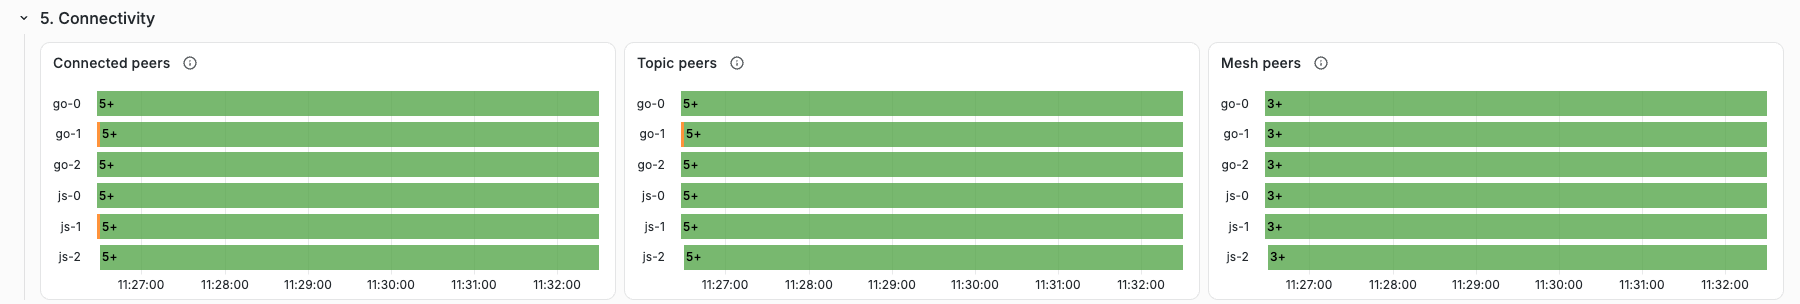 5. Connectivity
Connected peers
go-0 5+
go-1 5+
go-2 5+
js-0 5+
js-1 5+
js-2 5+
11:27:00 11:28:00 11:29:00 11:30:00 11:31:00 11:32:00
Topic peers
go-0 5+
go-1 5+
go-2 5+
js-0 5+
js-1 5+
js-2 5+
11:27:00 11:28:00 11:29:00 11:30:00 11:31:00 11:32:00
Mesh peers
go-0 3+
go-1 3+
go-2 3+
js-0 3+
js-1 3+
js-2 3+
11:27:00 11:28:00 11:29:00 11:30:00 11:31:00 11:32:00